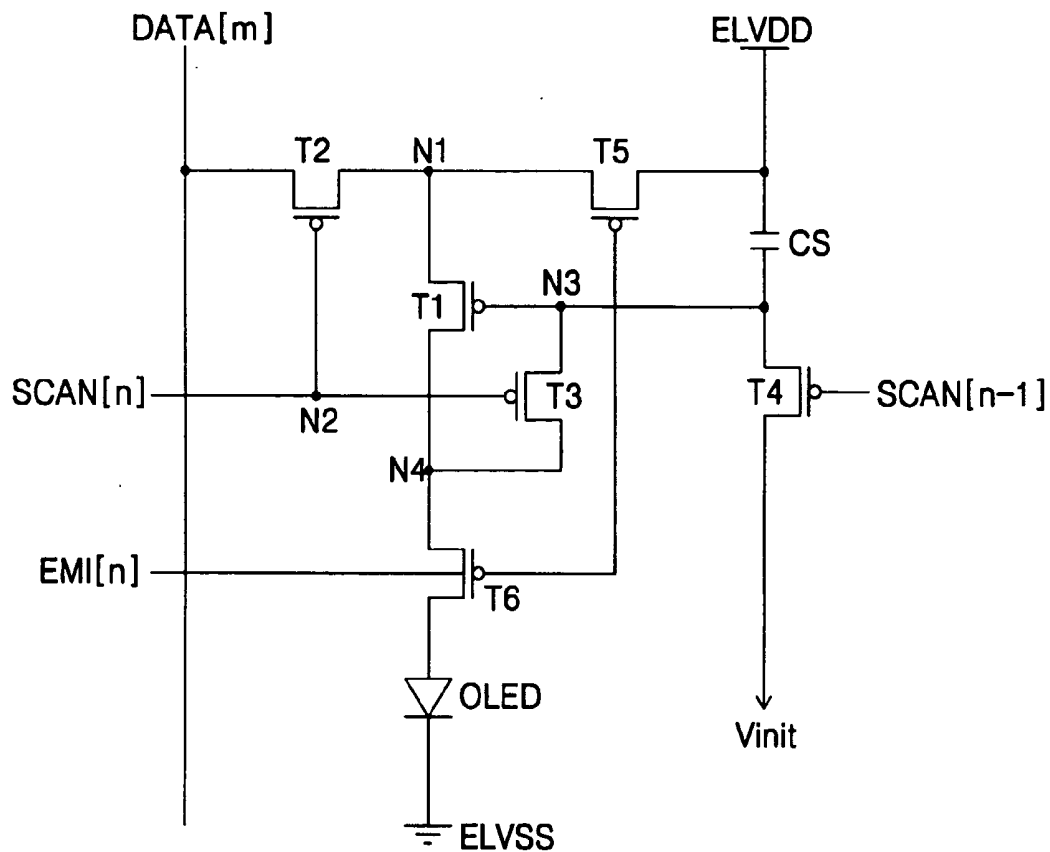 DATA[m]
ELVDD
T2
N1
T5
CS
N3
T1
SCAN[n]
N2
T3
T4
SCAN[n-1]
N4
EMI[n]
T6
OLED
Vinit
ELVSS